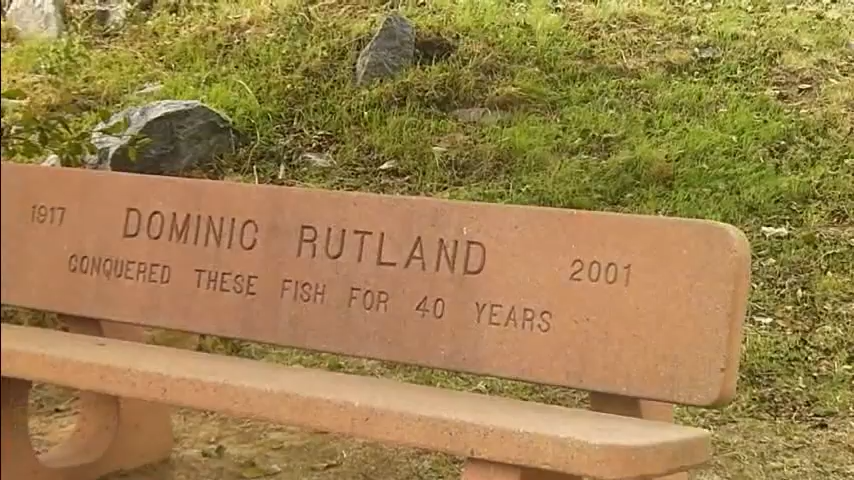 1917 DOMINIC RUTLAND 2001
CONQUERED THESE FISH FOR 40 YEARS